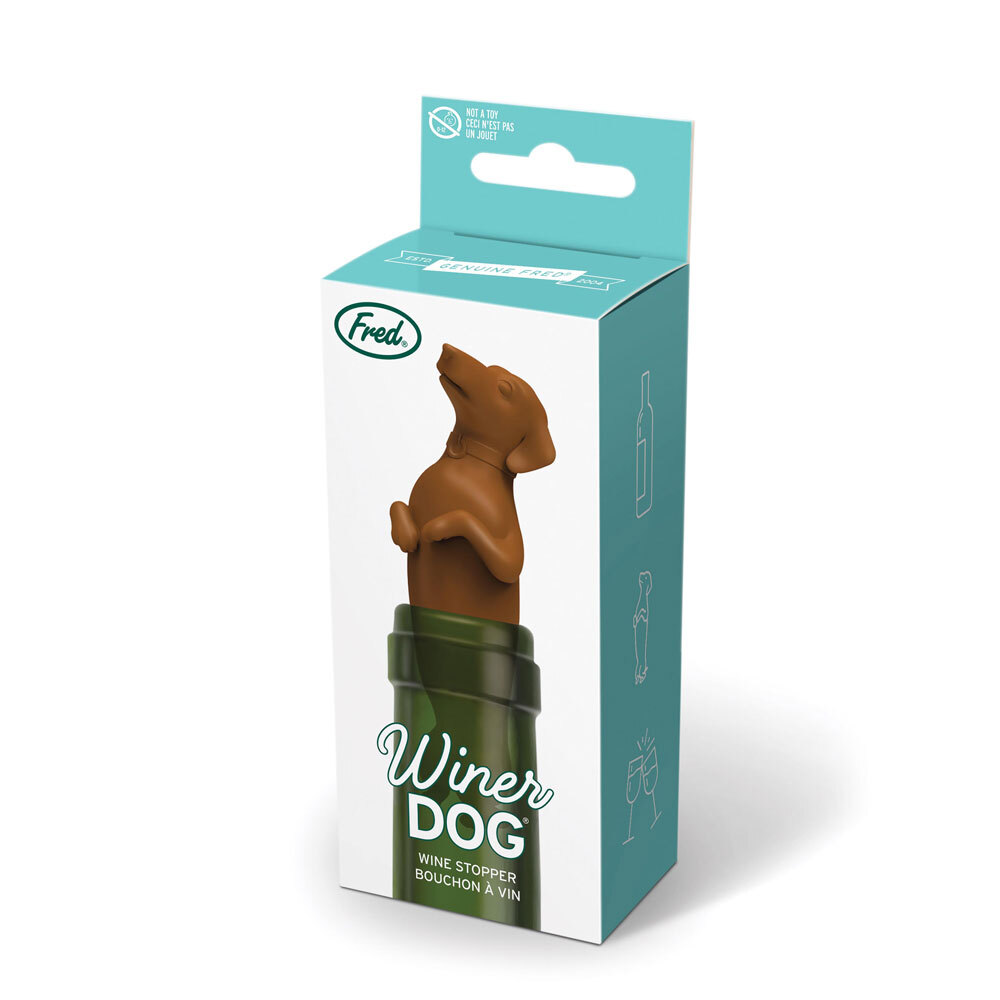 NOT A TOY
CECI N'EST PAS
UN JOUET
ESTD.
GENUINE FRED®
2004
Fred®
Winer
DOG®
WINE STOPPER
BOUCHON À VIN